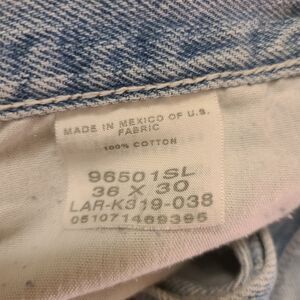 MADE IN MEXICO OF U.S.
FABRIC
100% COTTON
96501SL
36 X 30
LAR-K319-038
051071469395